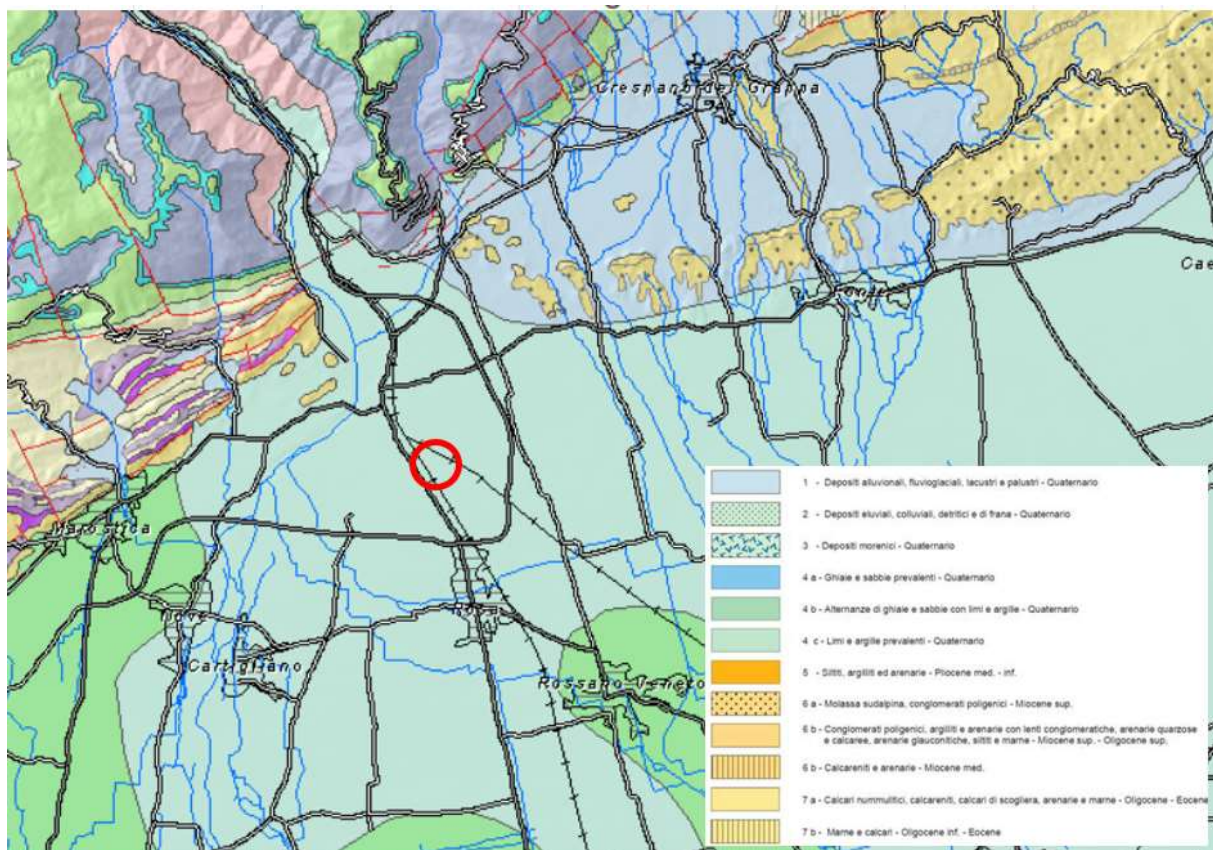 Crespano del Grappa
Cae
Marostica
Nove
Cartigliano
Rossano Veneto
1 - Depositi alluvionali, fluvioglaciali, lacustri e palustri - Quaternario
2 - Depositi eluviali, colluviali, detritici e di frana - Quaternario
3 - Depositi morenici - Quaternario
4 a - Ghiaie e sabbie prevalenti - Quaternario
4 b - Alternanze di ghiaie e sabbie con limi e argille - Quaternario
4 c - Limi e argille prevalenti - Quaternario
5 - Siltiti, argilliti ed arenarie - Pliocene med. - inf.
6 a - Molassa sudalpina, conglomerati poligenici - Miocene sup.
6 b - Conglomerati poligenici, argilliti e arenarie con lenti conglomeratiche, arenarie quarzose
e calcaree, arenarie glauconitiche, siltiti e marne - Miocene sup. - Oligocene sup.
6 b - Calcareniti e arenarie - Miocene med.
7 a - Calcari nummulitici, calcareniti, calcari di scogliera, arenarie e marne - Oligocene - Eocene
7 b - Marne e calcari - Oligocene inf. - Eocene